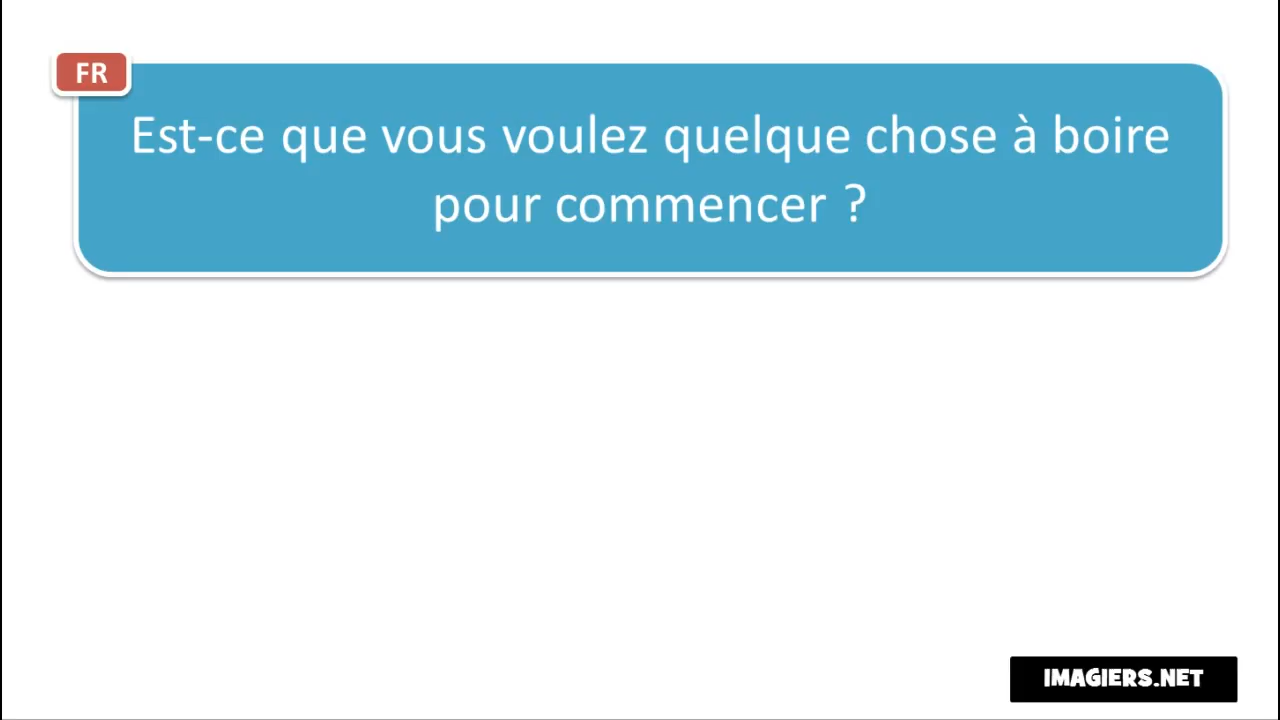 FR
Est-ce que vous voulez quelque chose à boire
pour commencer ?
IMAGIERS.NET